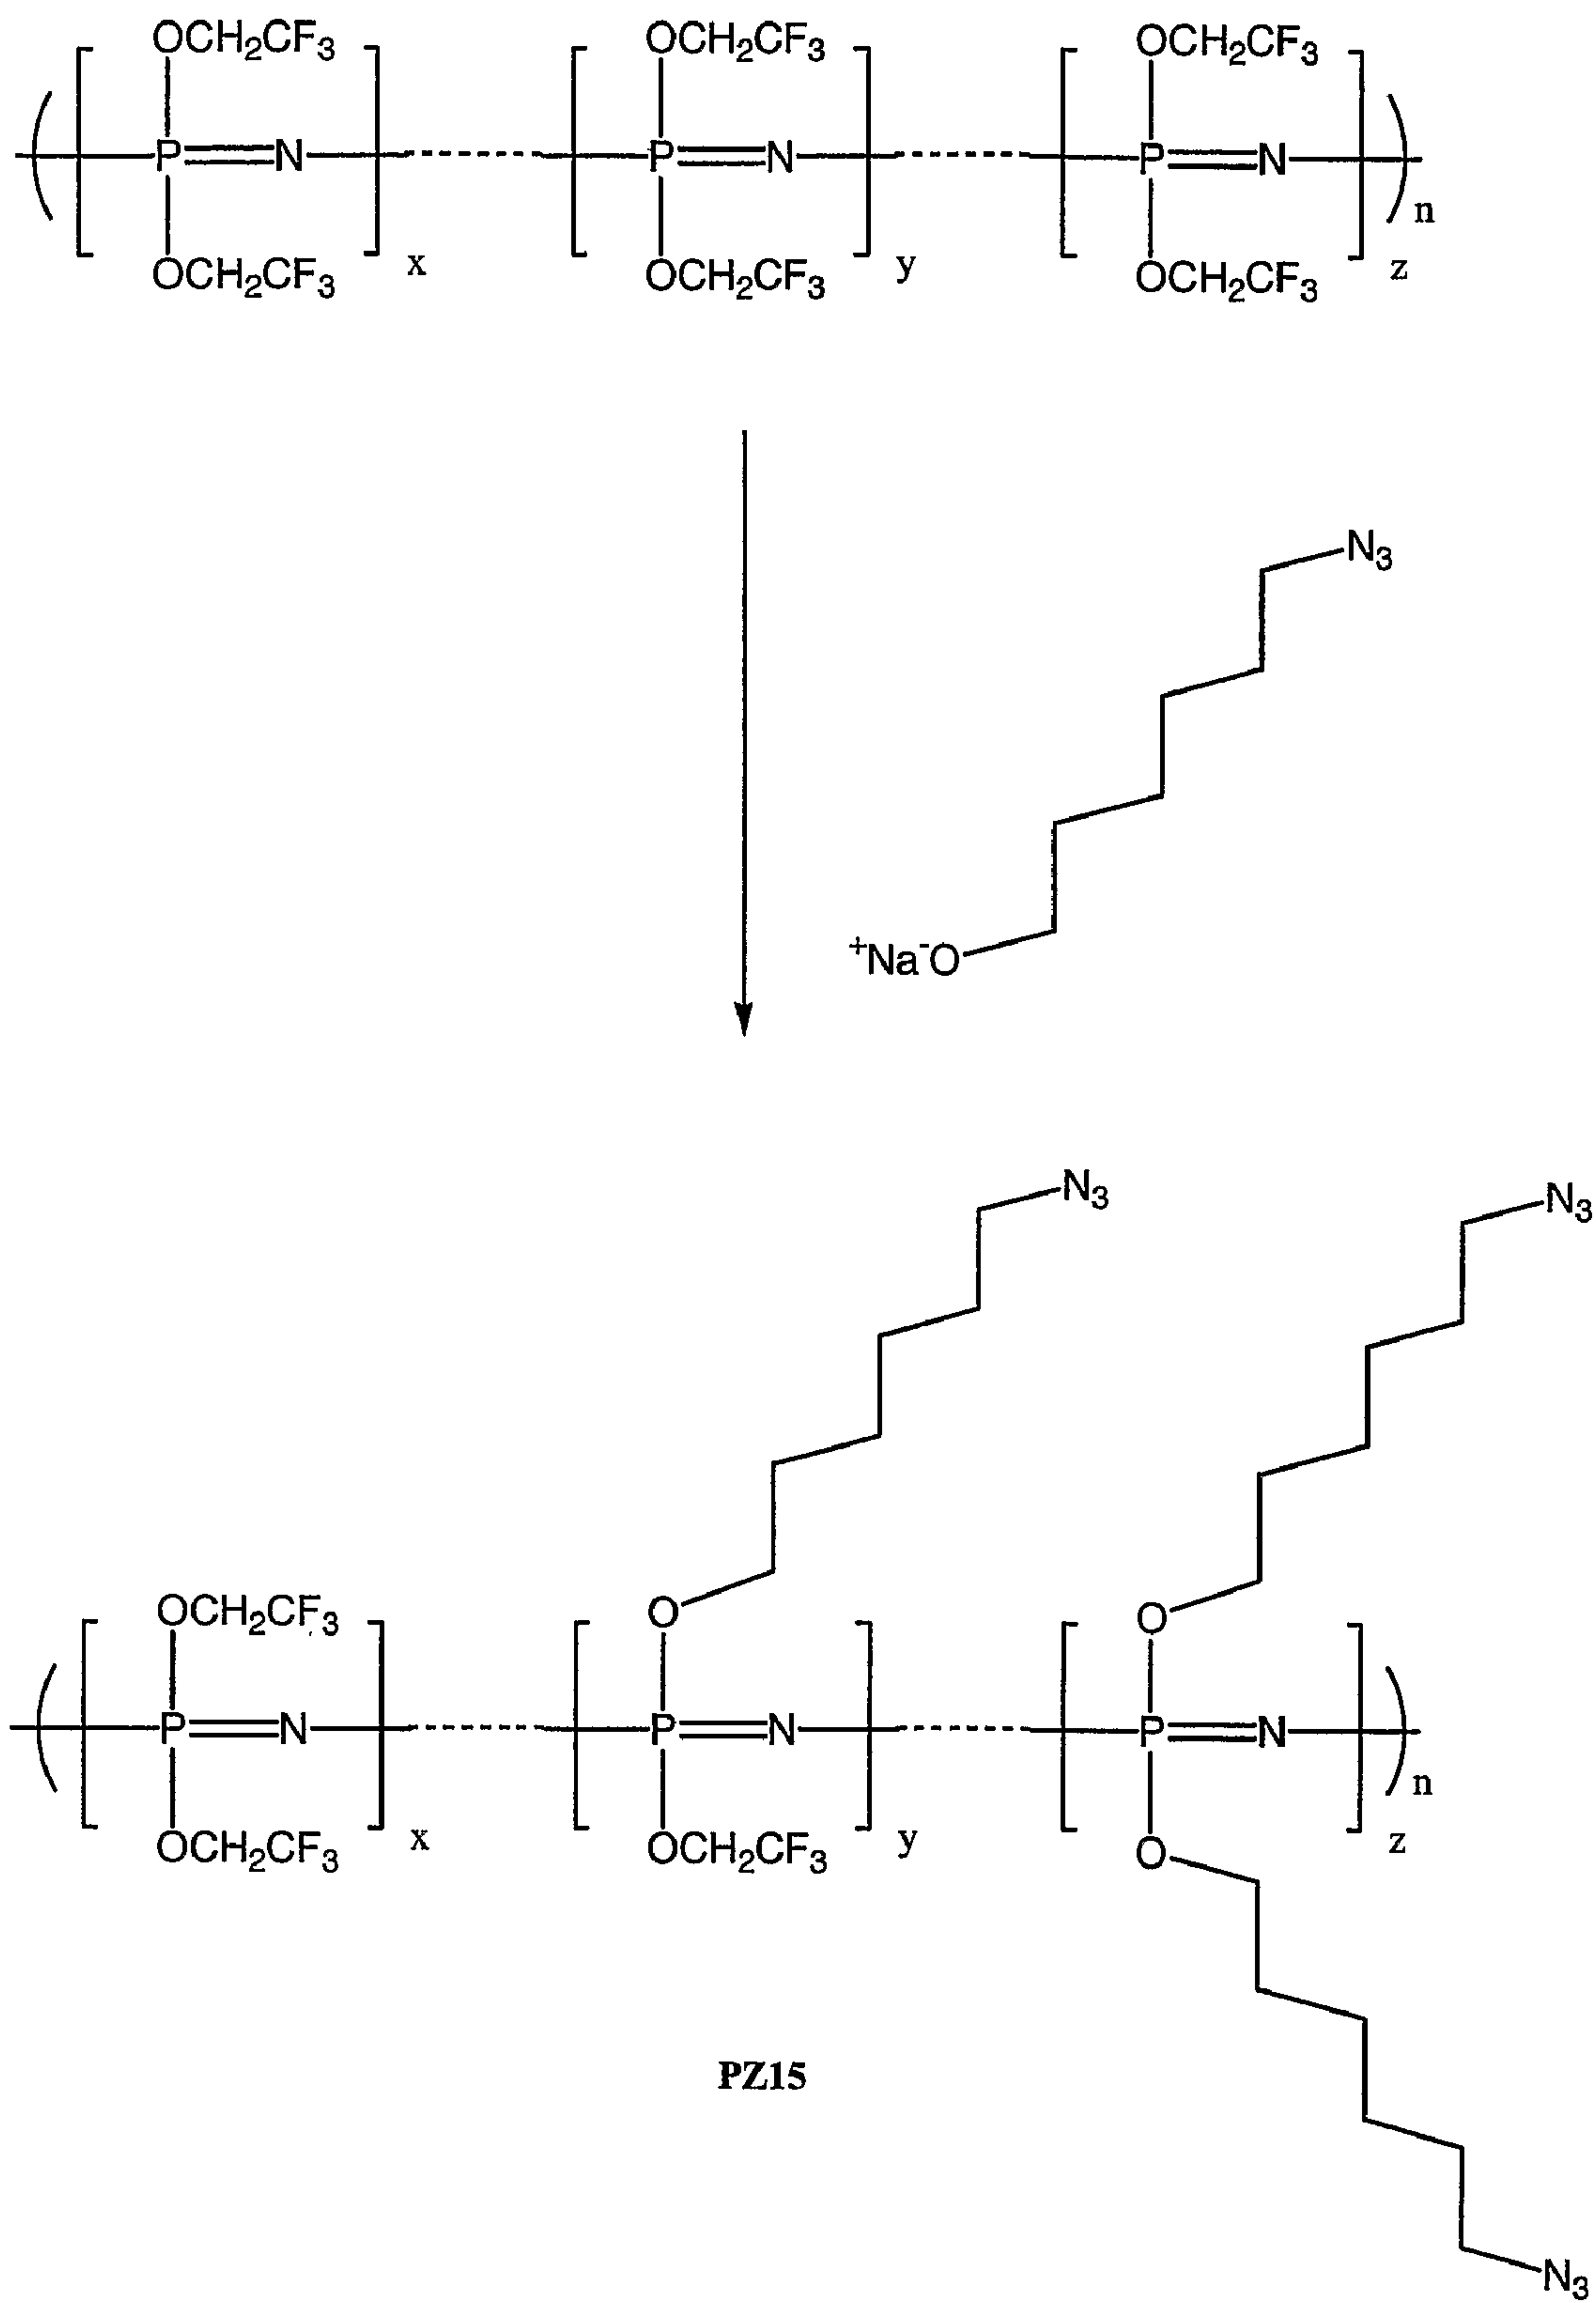 OCH2CF3 OCH2CF3 OCH2CF3
P N P N P N
n
OCH2CF3 x OCH2CF3 y OCH2CF3 z
N3
+Na-O
N3 N3
OCH2CF3 O O
P N P N P N
n
OCH2CF3 x OCH2CF3 y O z
PZ15
N3